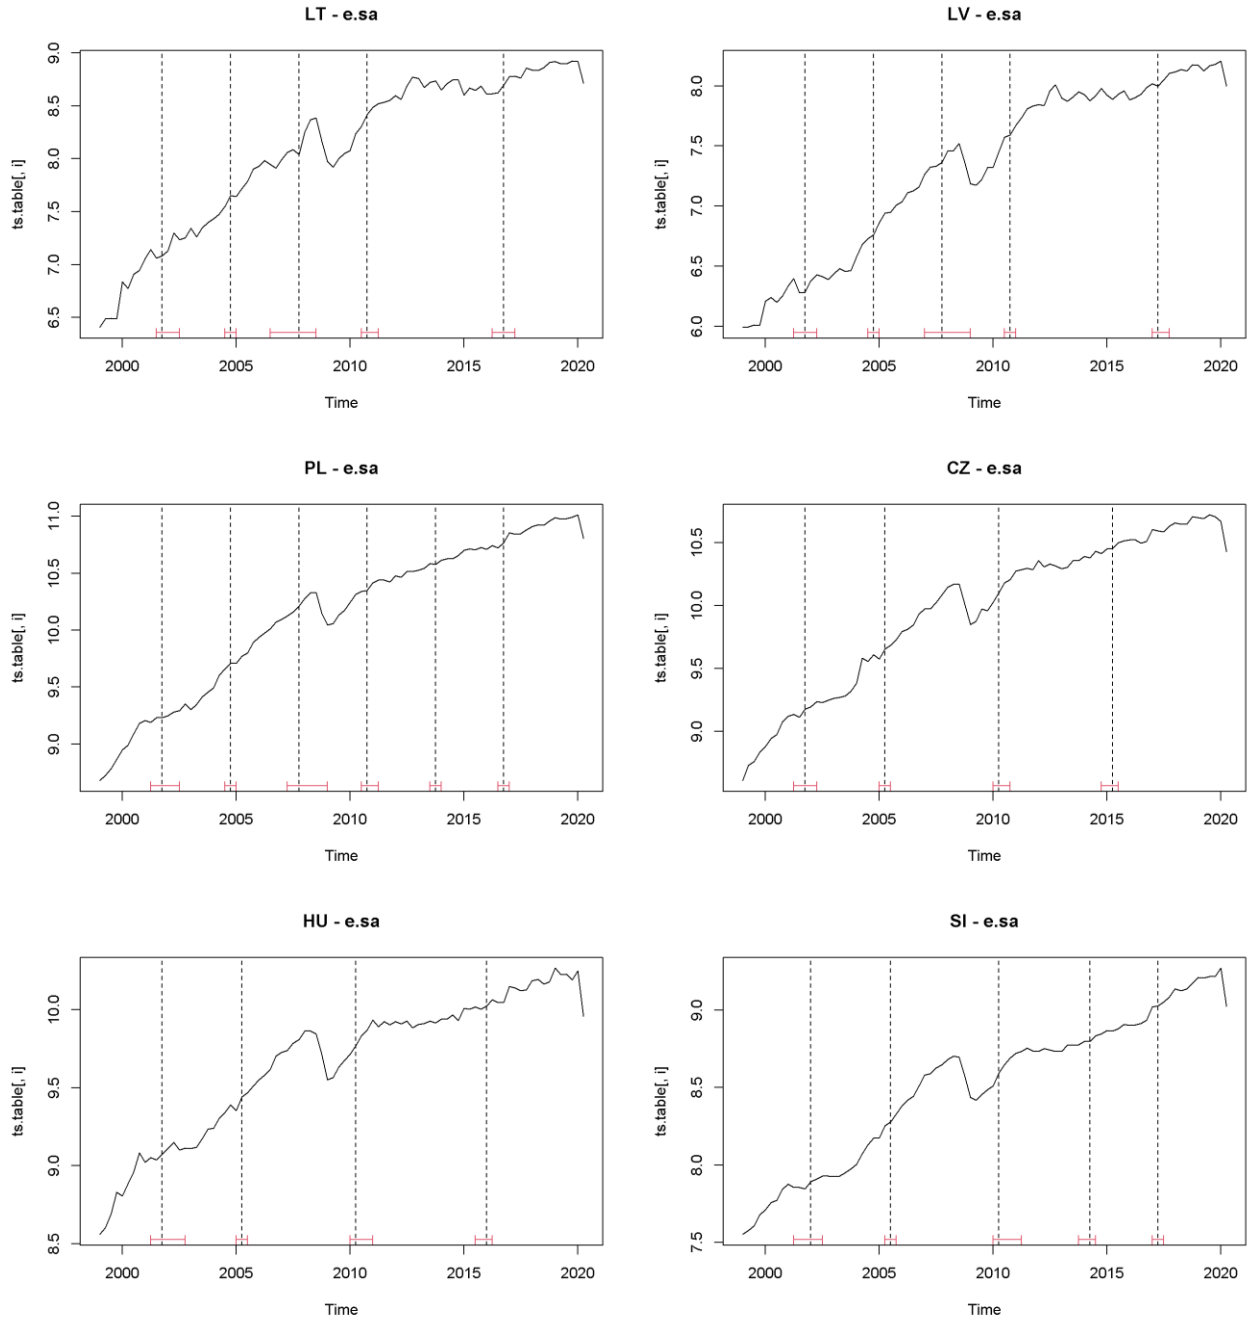 LT - e.sa
ts.table[, i]
9.0
8.5
8.0
7.5
7.0
6.5
2000 2005 2010 2015 2020
Time
LV - e.sa
ts.table[, i]
8.0
7.5
7.0
6.5
6.0
2000 2005 2010 2015 2020
Time
PL - e.sa
ts.table[, i]
11.0
10.5
10.0
9.5
9.0
2000 2005 2010 2015 2020
Time
CZ - e.sa
ts.table[, i]
10.5
10.0
9.5
9.0
2000 2005 2010 2015 2020
Time
HU - e.sa
ts.table[, i]
10.0
9.5
9.0
8.5
2000 2005 2010 2015 2020
Time
SI - e.sa
ts.table[, i]
9.0
8.5
8.0
7.5
2000 2005 2010 2015 2020
Time